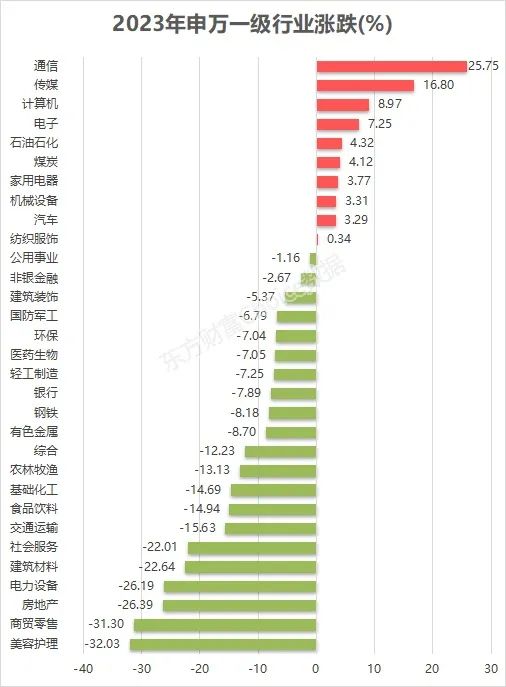 2023年申万一级行业涨跌(%)
通信 25.75
传媒 16.80
计算机 8.97
电子 7.25
石油石化 4.32
煤炭 4.12
家用电器 3.77
机械设备 3.31
汽车 3.29
纺织服饰 0.34
公用事业 -1.16
非银金融 -2.67
建筑装饰 -5.37
国防军工 -6.79
环保 -7.04
医药生物 -7.05
轻工制造 -7.25
银行 -7.89
钢铁 -8.18
有色金属 -8.70
综合 -12.23
农林牧渔 -13.13
基础化工 -14.69
食品饮料 -14.94
交通运输 -15.63
社会服务 -22.01
建筑材料 -22.64
电力设备 -26.19
房地产 -26.39
商贸零售 -31.30
美容护理 -32.03
-40 -30 -20 -10 0 10 20 30
东方财富Choice数据